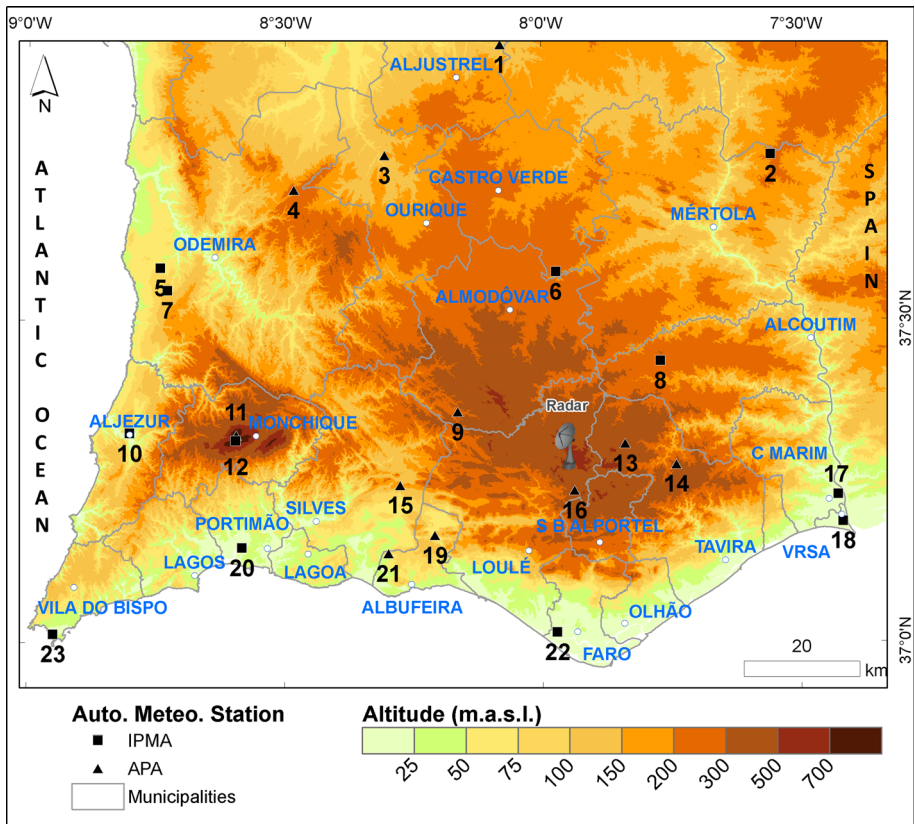 9°0'W 8°30'W 8°0'W 7°30'W
N
1
ALJUSTREL
2
3
CASTRO VERDE
4
OURIQUE
MÉRTOLA
ODEMIRA
5
6
7
ALMODÔVAR
ALCOUTIM
37°30'N
8
11
Radar
ALJEZUR
MONCHIQUE
9
10
12
13
C MARIM
14
17
15
16
SILVES
PORTIMÃO
S B ALPORTEL
18
19
TAVIRA
VRSA
20
LAGOS
LAGOA
21
LOULÉ
VILA DO BISPO
ALBUFEIRA
OLHÃO
22
FARO
23
37°0'N
ATLANTIC OCEAN
SPAIN
20
km
Auto. Meteo. Station
IPMA
APA
Municipalities
Altitude (m.a.s.l.)
25 50 75 100 150 200 300 500 700